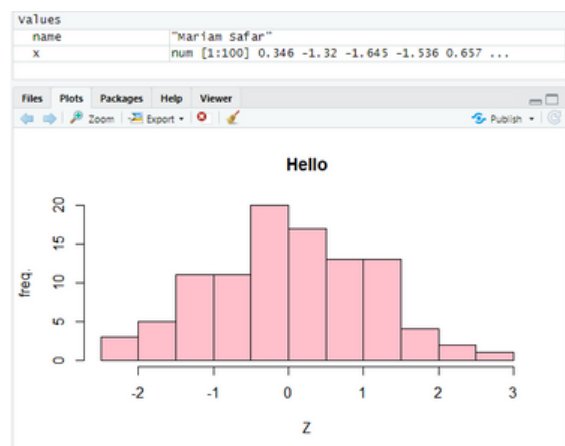 Values
name "Mariam Safar"
x num [1:100] 0.346 -1.32 -1.645 -1.536 0.657 ...
Files Plots Packages Help Viewer
Zoom Export Publish
Hello
freq.
20
15
10
5
0
-2 -1 0 1 2 3
Z